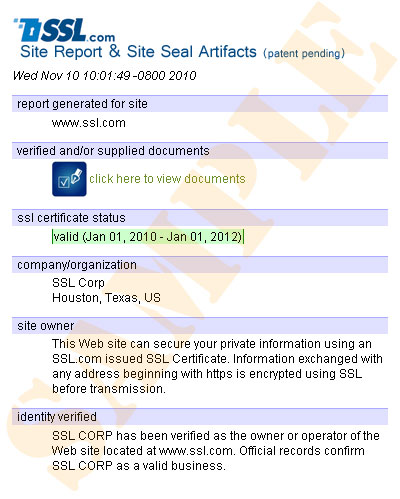 SSL.com
Site Report & Site Seal Artifacts (patent pending)
Wed Nov 10 10:01:49 -0800 2010
report generated for site
www.ssl.com
verified and/or supplied documents
click here to view documents
ssl certificate status
valid (Jan 01, 2010 - Jan 01, 2012)
company/organization
SSL Corp
Houston, Texas, US
site owner
This Web site can secure your private information using an
SSL.com issued SSL Certificate. Information exchanged with
any address beginning with https is encrypted using SSL
before transmission.
identity verified
SSL CORP has been verified as the owner or operator of the
Web site located at www.ssl.com. Official records confirm
SSL CORP as a valid business.
SAMPLE